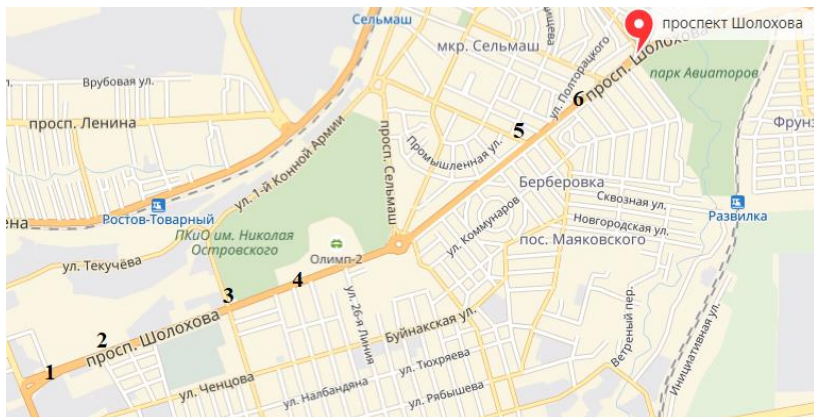 Сельмаш
проспект Шолохова
мкр. Сельмаш
ул. Полторацкого
просп. Шолохова
парк Авиаторов
Врубовая ул.
просп. Ленина
6
5
ул. 1-й Конной Армии
просп. Сельмаш
Промышленная ул.
Фрунз
Берберовка
Сквозная ул.
Ростов-Товарный
ена
ПКиО им. Николая
Островского
ул. Коммунаров
Новгородская ул.
Развилка
пос. Маяковского
ул. Текучёва
Олимп-2
4
3
просп. Шолохова
2
1
ул. 26-я Линия
Буйнакская ул.
Ветреный пер.
Инициативная ул.
ул. Ченцова
ул. Тюхряева
ул. Налбандяна
ул. Рябышева